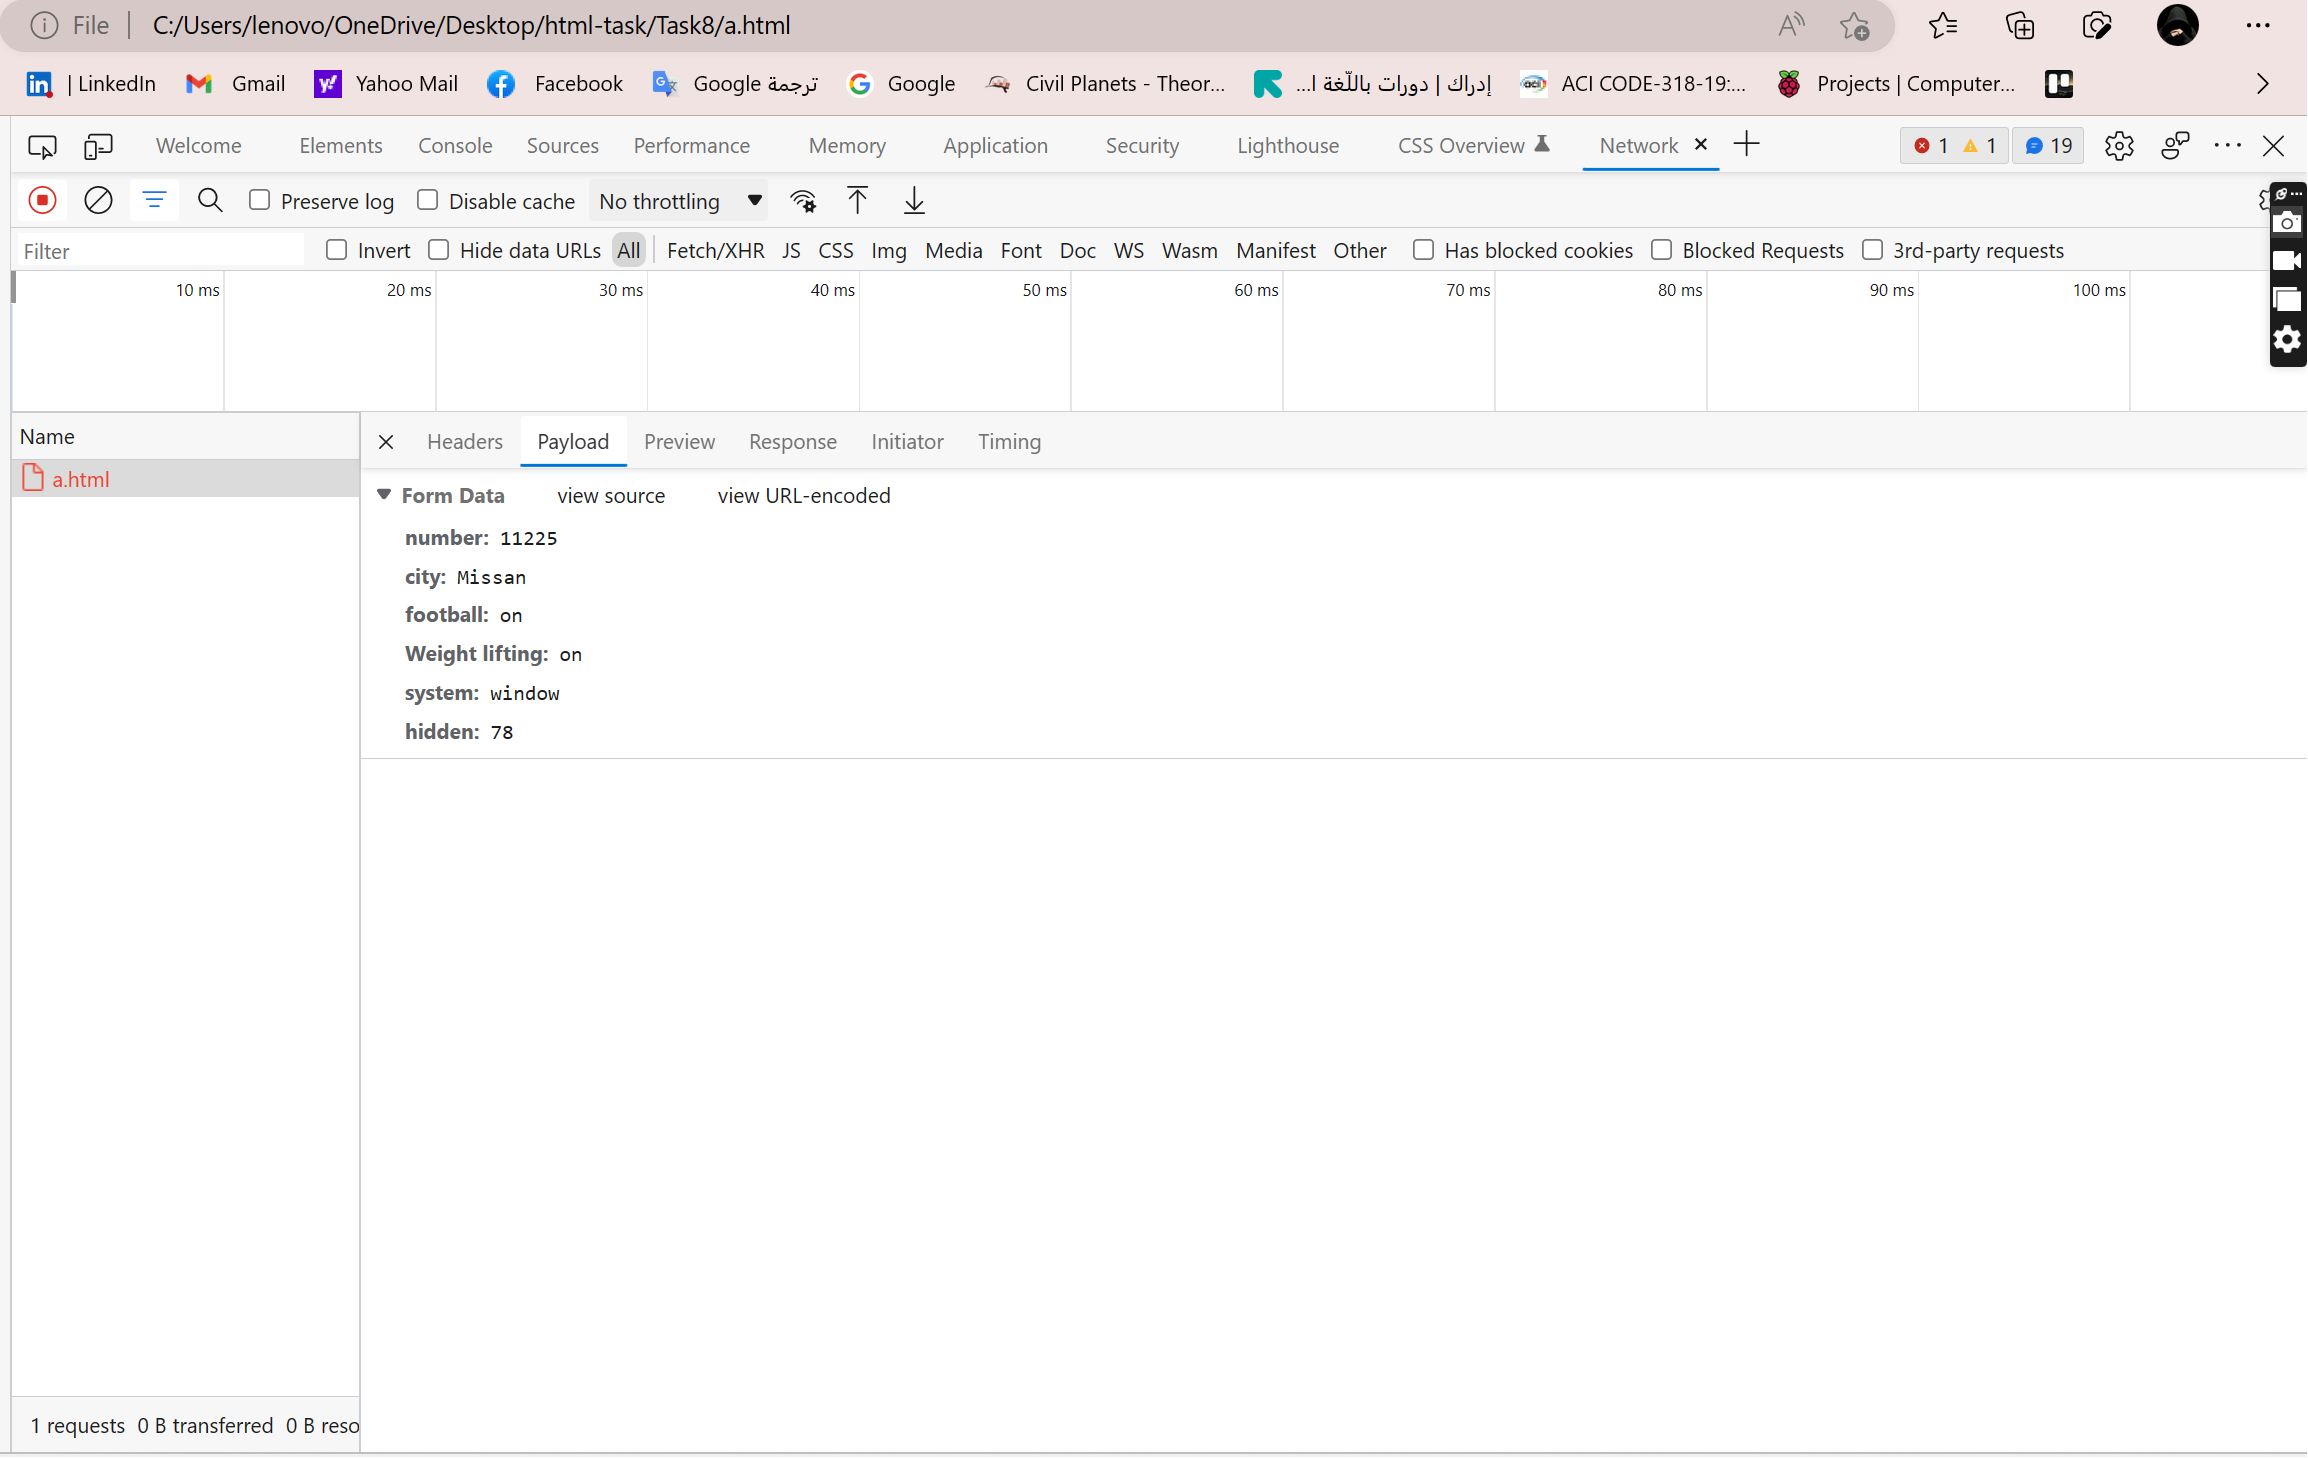 File | C:/Users/lenovo/OneDrive/Desktop/html-task/Task8/a.html
| LinkedIn Gmail Yahoo Mail Facebook Google ترجمة Google Civil Planets - Theor... إدراك | دورات باللّغة ا... ACI CODE-318-19:... Projects | Computer...
Welcome Elements Console Sources Performance Memory Application Security Lighthouse CSS Overview Network 1 1 19
Preserve log Disable cache No throttling
Filter Invert Hide data URLs All Fetch/XHR JS CSS Img Media Font Doc WS Wasm Manifest Other Has blocked cookies Blocked Requests 3rd-party requests
10 ms 20 ms 30 ms 40 ms 50 ms 60 ms 70 ms 80 ms 90 ms 100 ms
Name Headers Payload Preview Response Initiator Timing
a.html
Form Data view source view URL-encoded
number: 11225
city: Missan
football: on
Weight lifting: on
system: window
hidden: 78
1 requests 0 B transferred 0 B reso